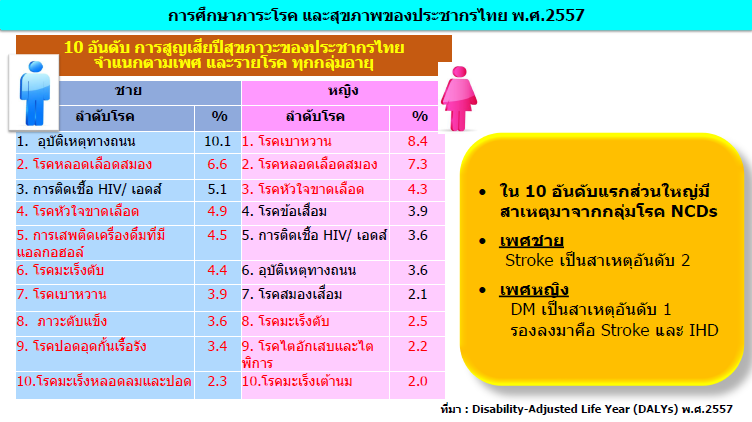 การศึกษาภาระโรค และสุขภาพของประชากรไทย พ.ศ.2557
10 อันดับ การสูญเสียปีสุขภาวะของประชากรไทย
จำแนกตามเพศ และรายโรค ทุกกลุ่มอายุ
ชาย หญิง
ลำดับโรค % ลำดับโรค %
1. อุบัติเหตุทางถนน 10.1 1. โรคเบาหวาน 8.4
2. โรคหลอดเลือดสมอง 6.6 2. โรคหลอดเลือดสมอง 7.3
3. การติดเชื้อ HIV/ เอดส์ 5.1 3. โรคหัวใจขาดเลือด 4.3
4. โรคหัวใจขาดเลือด 4.9 4. โรคข้อเสื่อม 3.9
5. การเสพติดเครื่องดื่มที่มี
แอลกอฮอล์ 4.5 5. การติดเชื้อ HIV/ เอดส์ 3.6
6. โรคมะเร็งตับ 4.4 6. อุบัติเหตุทางถนน 3.6
7. โรคเบาหวาน 3.9 7. โรคสมองเสื่อม 2.1
8. ภาวะตับแข็ง 3.6 8. โรคมะเร็งตับ 2.5
9. โรคปอดอุดกั้นเรื้อรัง 3.4 9. โรคไตอักเสบและไต
พิการ 2.2
10.โรคมะเร็งหลอดลมและปอด 2.3 10.โรคมะเร็งเต้านม 2.0
• ใน 10 อันดับแรกส่วนใหญ่มี
สาเหตุมาจากกลุ่มโรค NCDs
• เพศชาย
Stroke เป็นสาเหตุอันดับ 2
• เพศหญิง
DM เป็นสาเหตุอันดับ 1
รองลงมาคือ Stroke และ IHD
ที่มา : Disability-Adjusted Life Year (DALYs) พ.ศ.2557